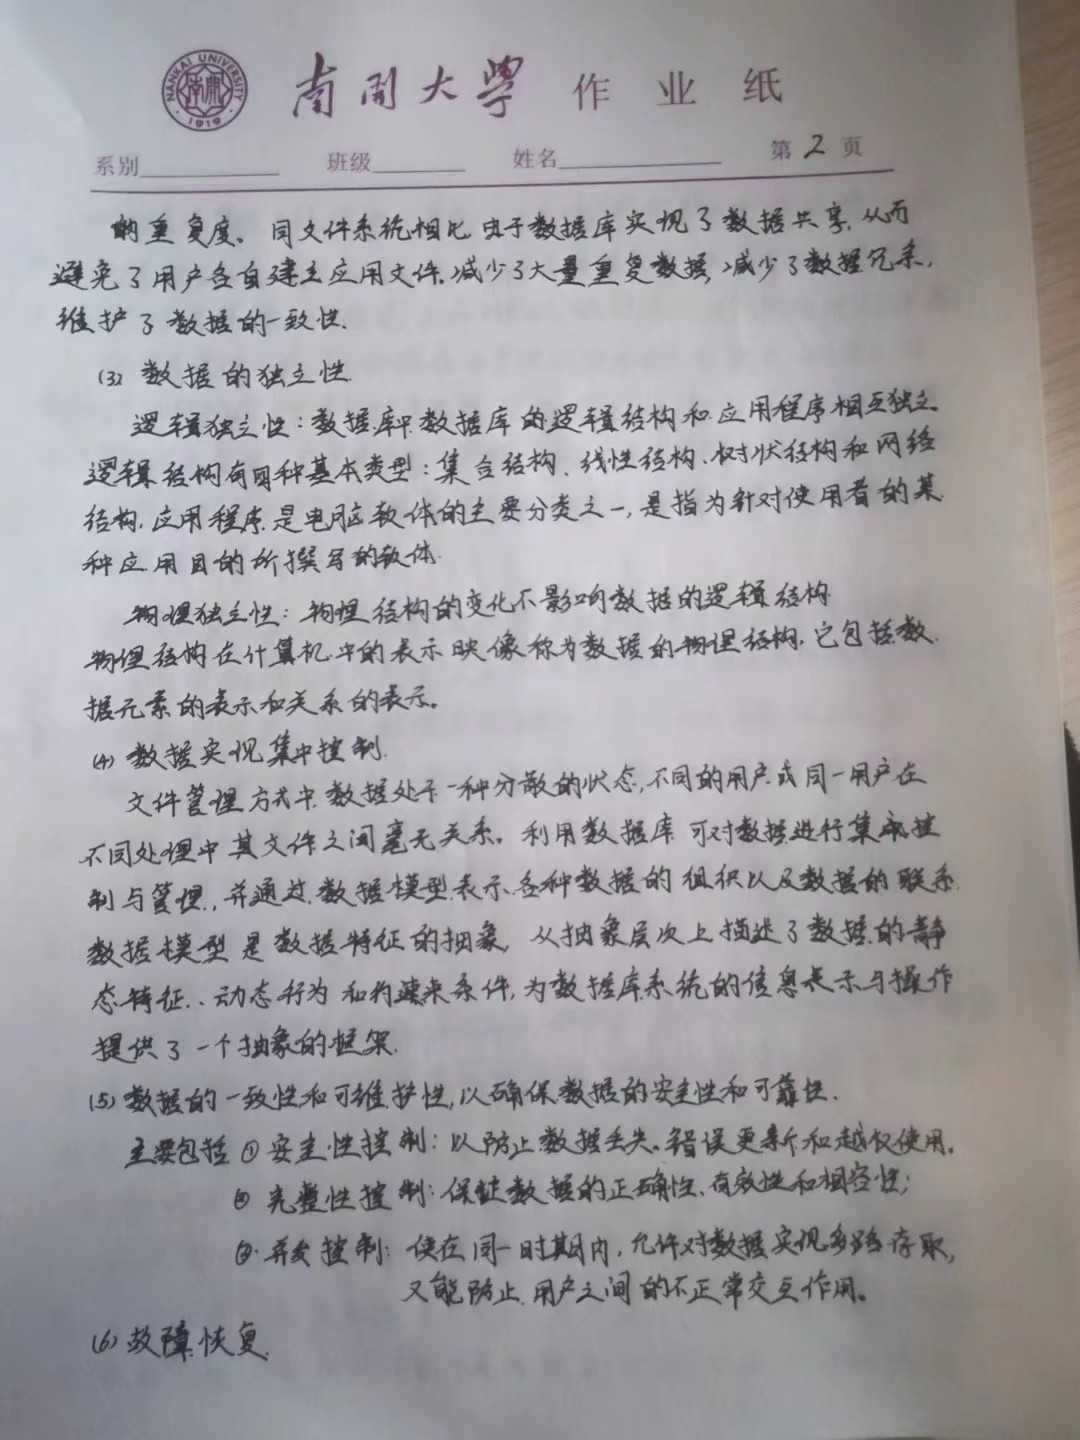 NANKAI UNIVERSITY
1919
南开大学 作业纸
系别 班级 姓名 第2页
的重复度。同文件系统相比,由于数据库实现了数据共享,从而
避免了用户各自建立应用文件.减少了大量重复数据,减少了数据冗余,
维护了数据的一致性.
(3) 数据的独立性.
逻辑独立性:数据库中数据库的逻辑结构和应用程序相互独立.
逻辑结构有四种基本类型:集合结构、线性结构、树状结构和网络
结构.应用程序是电脑软体的主要分类之一,是指为针对使用者的某
种应用目的所撰写的软体.
物理独立性:物理结构的变化不影响数据的逻辑结构
物理结构在计算机中的表示映像称为数据的物理结构,它包括数
据元素的表示和关系的表示。
(4) 数据实现集中控制.
文件管理方式中,数据处于一种分散的状态,不同的用户或同一用户在
不同处理中其文件之间毫无关系。利用数据库可对数据进行集中控
制与管理,并通过数据模型表示各种数据的组织以及数据的联系.
数据模型是数据特征的抽象,从抽象层次上描述了数据的静
态特征、动态行为和约束条件,为数据库系统的信息表示与操作
提供了一个抽象的框架.
(5) 数据的一致性和可维护性,以确保数据的安全性和可靠性.
主要包括 ① 安全性控制:以防止数据丢失、错误更新和越权使用.
② 完整性控制:保证数据的正确性、有效性和相容性;
③ 并发控制:使在同一时期内,允许对数据实现多路存取,
又能防止用户之间的不正常交互作用。
(6) 故障恢复.